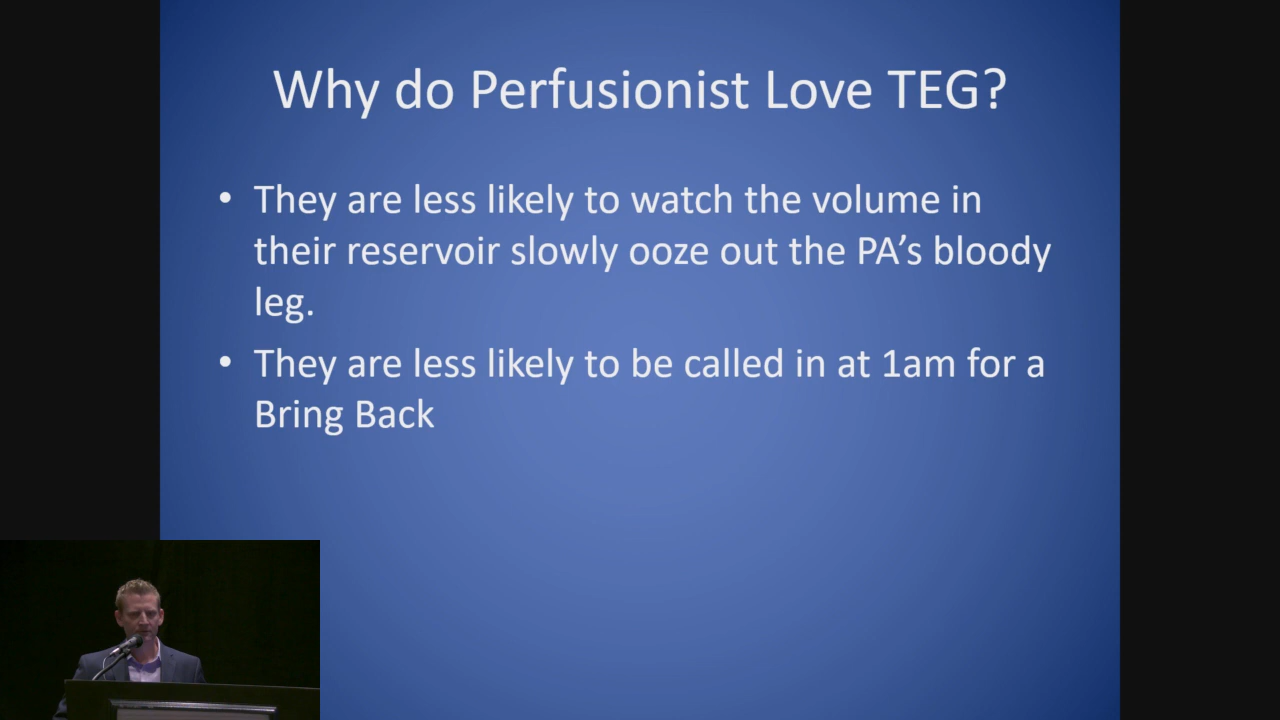 Why do Perfusionist Love TEG?
• They are less likely to watch the volume in
their reservoir slowly ooze out the PA’s bloody
leg.
• They are less likely to be called in at 1am for a
Bring Back